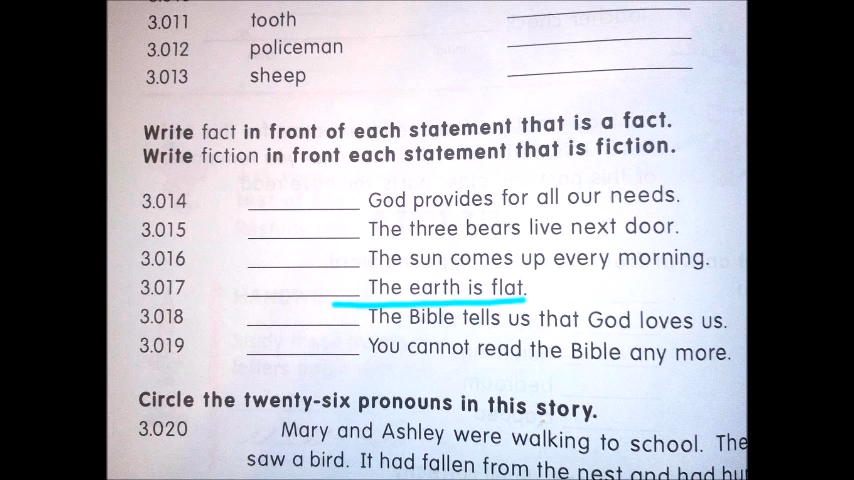 3.011 tooth
3.012 policeman
3.013 sheep
Write fact in front of each statement that is a fact.
Write fiction in front each statement that is fiction.
3.014 God provides for all our needs.
3.015 The three bears live next door.
3.016 The sun comes up every morning.
3.017 The earth is flat.
3.018 The Bible tells us that God loves us.
3.019 You cannot read the Bible any more.
Circle the twenty-six pronouns in this story.
3.020 Mary and Ashley were walking to school. The
saw a bird. It had fallen from the nest and had